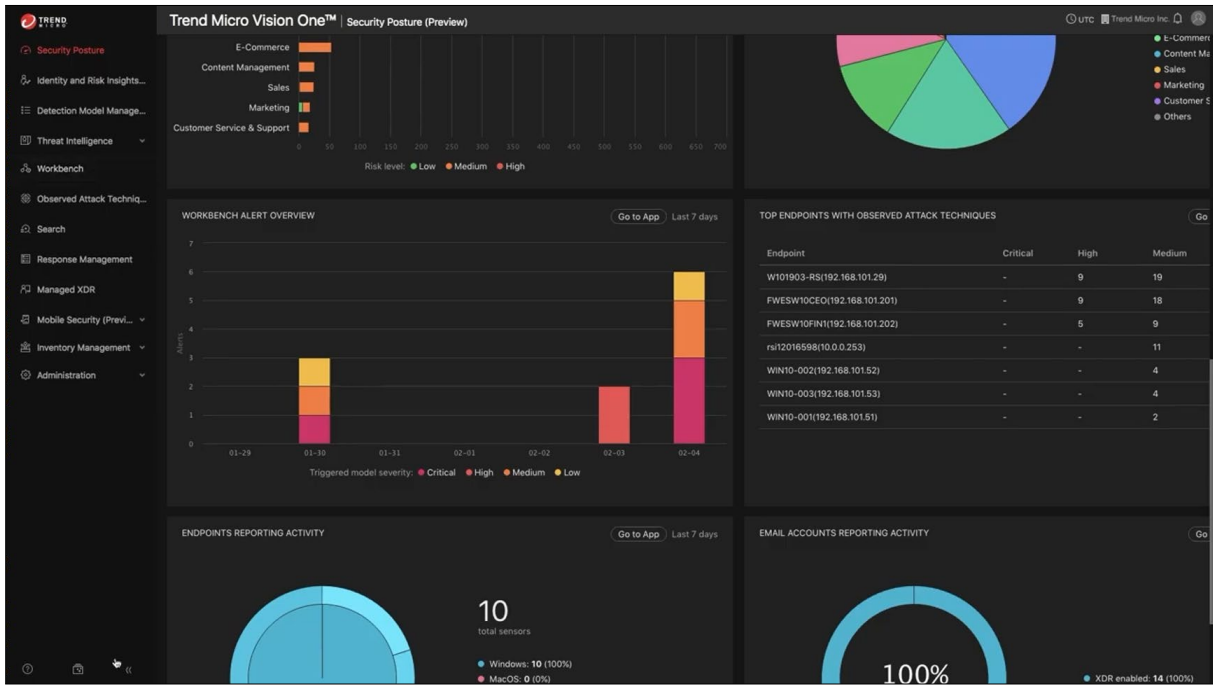 TREND
MICRO
Trend Micro Vision One™ | Security Posture (Preview)
UTC
Trend Micro Inc.
Security Posture
Identity and Risk Insights...
Detection Model Manage...
Threat Intelligence
Workbench
Observed Attack Techniq...
Search
Response Management
Managed XDR
Mobile Security (Previ...
Inventory Management
Administration
E-Commerce
Content Management
Sales
Marketing
Customer Service & Support
0 50 100 150 200 250 300 350 400 450 500 550 600 650 700
Risk level: Low Medium High
E-Commer
Content Ma
Sales
Marketing
Customer S
Others
WORKBENCH ALERT OVERVIEW
Go to App
Last 7 days
7
6
5
4
3
2
1
0
Alerts
01-29 01-30 01-31 02-01 02-02 02-03 02-04
Triggered model severity: Critical High Medium Low
TOP ENDPOINTS WITH OBSERVED ATTACK TECHNIQUES
Go
Endpoint Critical High Medium
W101903-RS(192.168.101.29) - 9 19
FWESW10CEO(192.168.101.201) - 9 18
FWESW10FIN1(192.168.101.202) - 5 9
rsi12016598(10.0.0.253) - - 11
WIN10-002(192.168.101.52) - - 4
WIN10-003(192.168.101.53) - - 4
WIN10-001(192.168.101.51) - - 2
ENDPOINTS REPORTING ACTIVITY
Go to App
Last 7 days
10
total sensors
Windows: 10 (100%)
MacOS: 0 (0%)
EMAIL ACCOUNTS REPORTING ACTIVITY
Go
100%
XDR enabled: 14 (100%)